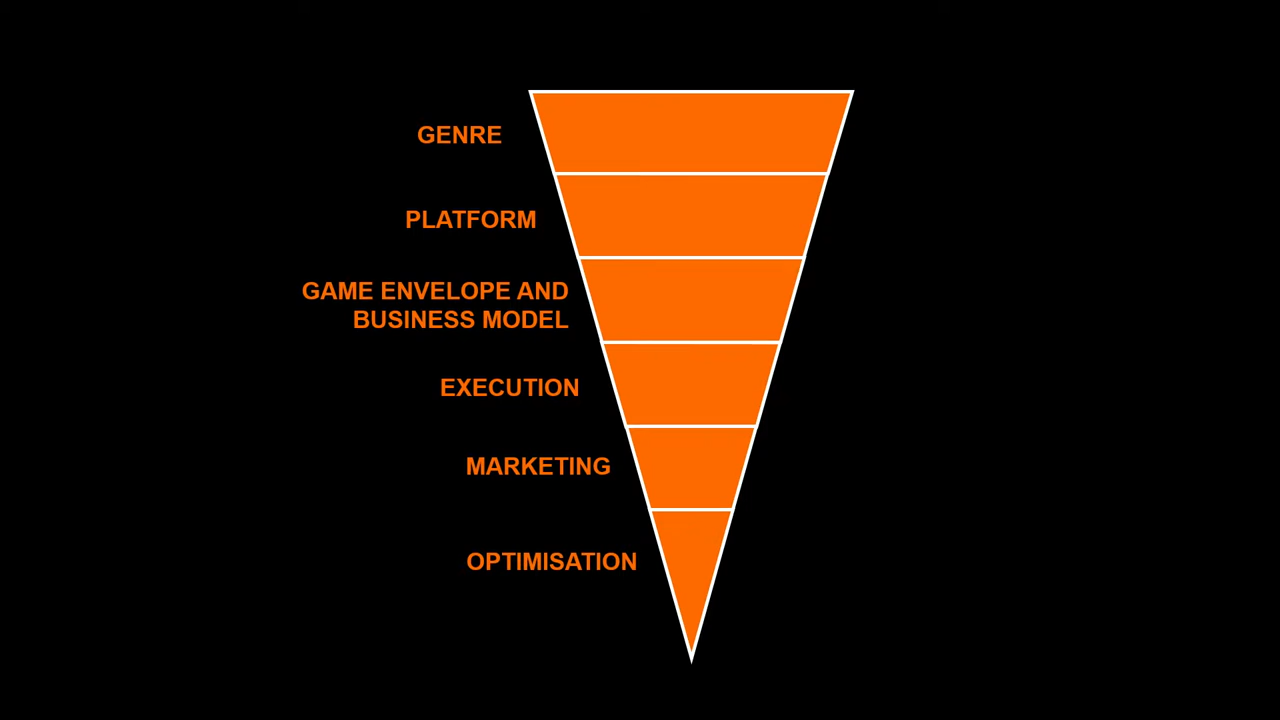 GENRE
PLATFORM
GAME ENVELOPE AND
BUSINESS MODEL
EXECUTION
MARKETING
OPTIMISATION